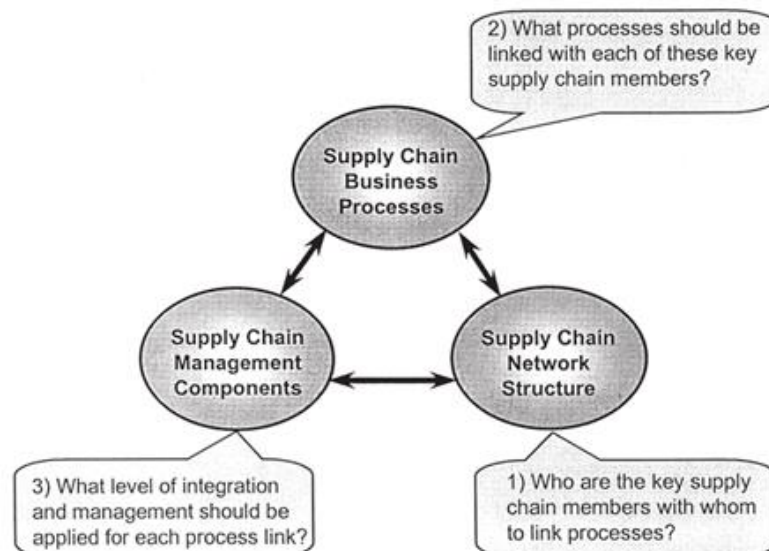 2) What processes should be
linked with each of these key
supply chain members?
Supply Chain
Business
Processes
Supply Chain
Management
Components
Supply Chain
Network
Structure
3) What level of integration
and management should be
applied for each process link?
1) Who are the key supply
chain members with whom
to link processes?